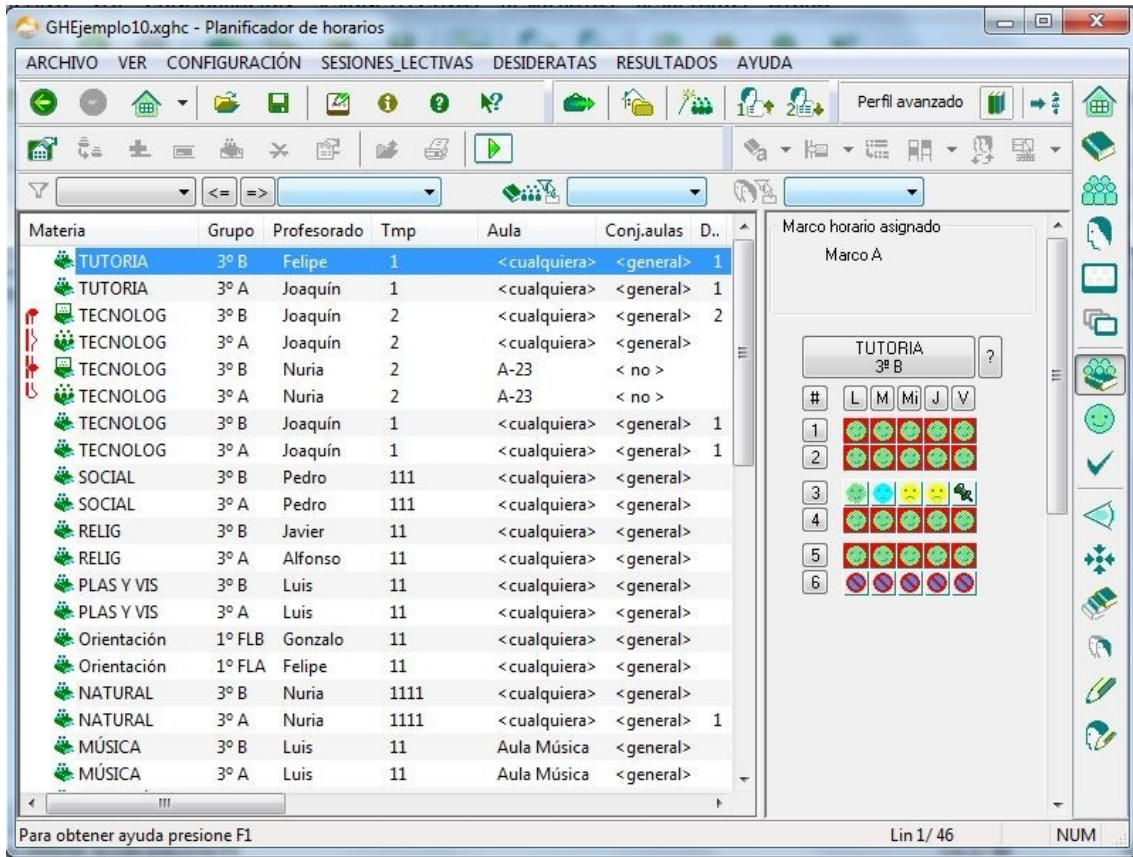 GHEjemplo10.xghc - Planificador de horarios
ARCHIVO VER CONFIGURACIÓN SESIONES_LECTIVAS DESIDERATAS RESULTADOS AYUDA
Perfil avanzado
<= =>
Materia Grupo Profesorado Tmp Aula Conj.aulas D..
TUTORIA 3º B Felipe 1 <cualquiera> <general> 1
TUTORIA 3º A Joaquín 1 <cualquiera> <general> 1
TECNOLOG 3º B Joaquín 2 <cualquiera> <general> 2
TECNOLOG 3º A Joaquín 2 <cualquiera> <general>
TECNOLOG 3º B Nuria 2 A-23 < no >
TECNOLOG 3º A Nuria 2 A-23 < no >
TECNOLOG 3º B Joaquín 1 <cualquiera> <general> 1
TECNOLOG 3º A Joaquín 1 <cualquiera> <general> 1
SOCIAL 3º B Pedro 111 <cualquiera> <general>
SOCIAL 3º A Pedro 111 <cualquiera> <general>
RELIG 3º B Javier 11 <cualquiera> <general>
RELIG 3º A Alfonso 11 <cualquiera> <general>
PLAS Y VIS 3º B Luis 11 <cualquiera> <general>
PLAS Y VIS 3º A Luis 11 <cualquiera> <general>
Orientación 1º FLB Gonzalo 11 <cualquiera> <general>
Orientación 1º FLA Felipe 11 <cualquiera> <general>
NATURAL 3º B Nuria 1111 <cualquiera> <general>
NATURAL 3º A Nuria 1111 <cualquiera> <general> 1
MÚSICA 3º B Luis 11 Aula Música <general>
MÚSICA 3º A Luis 11 Aula Música <general>
Marco horario asignado
Marco A
TUTORIA
3º B
?
# L M Mi J V
1
2
3
4
5
6
Para obtener ayuda presione F1 Lin 1/ 46 NUM